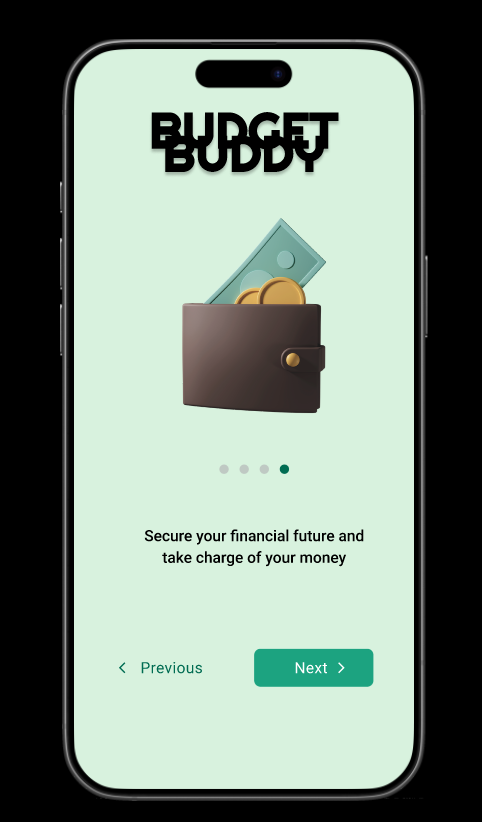 BUDGET
BUDDY
Secure your financial future and
take charge of your money
Previous
Next